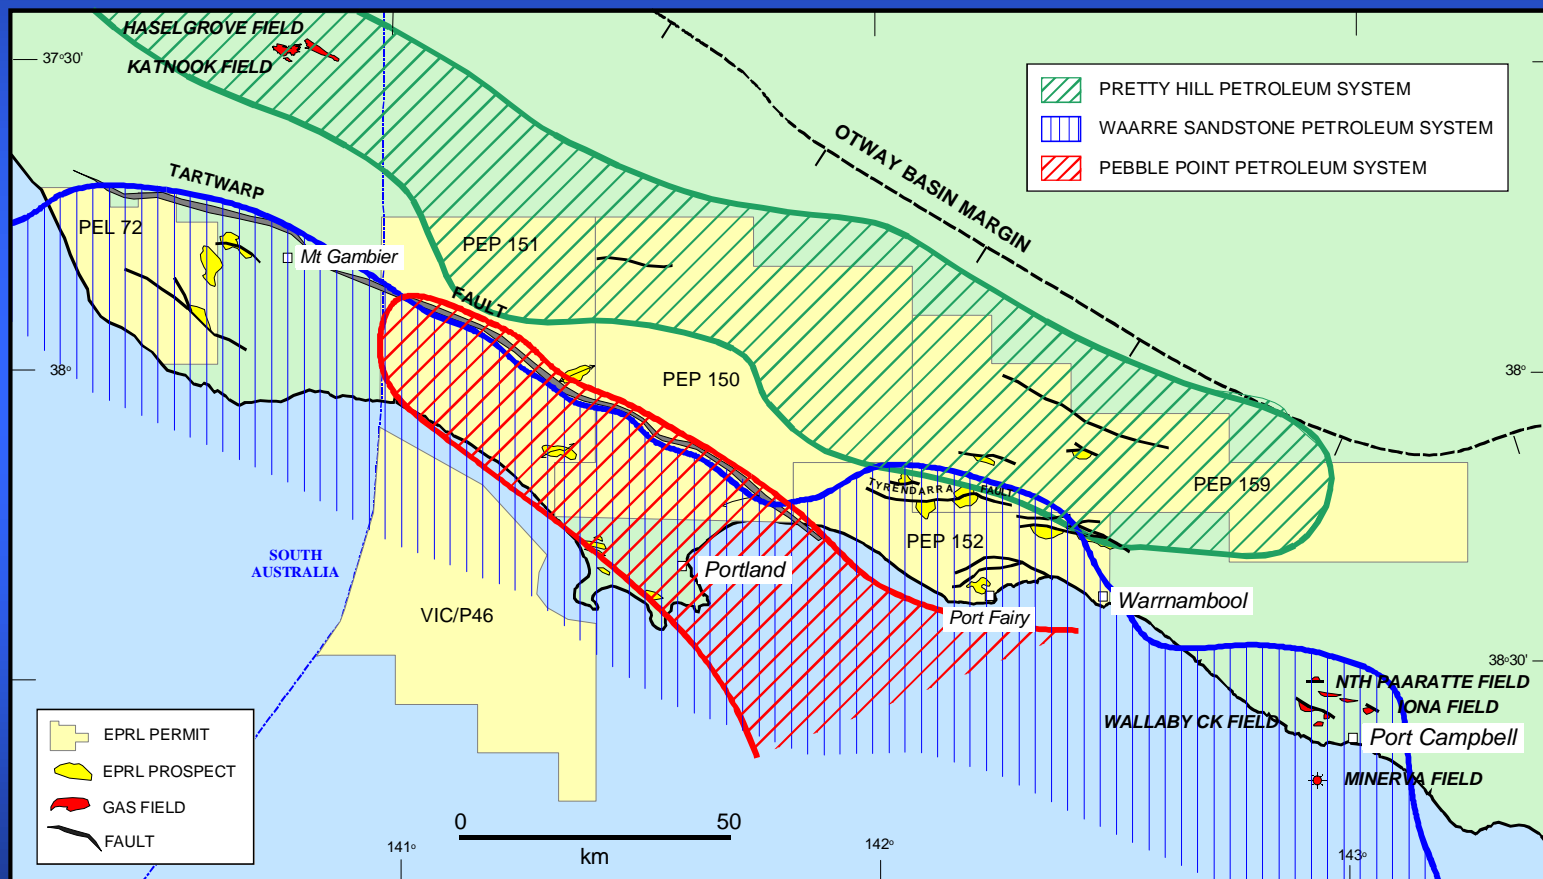 HASELGROVE FIELD
37°30'
KATNOOK FIELD
PRETTY HILL PETROLEUM SYSTEM
WAARRE SANDSTONE PETROLEUM SYSTEM
PEBBLE POINT PETROLEUM SYSTEM
OTWAY BASIN MARGIN
TARTWARP
PEL 72
PEP 151
Mt Gambier
FAULT
38°
PEP 150
38°
PEP 159
TYRENDARRA FAULT
PEP 152
SOUTH
AUSTRALIA
Portland
Warrnambool
VIC/P46
Port Fairy
38°30'
NTH PAARATTE FIELD
IONA FIELD
WALLABY CK FIELD
Port Campbell
MINERVA FIELD
EPRL PERMIT
EPRL PROSPECT
GAS FIELD
FAULT
0 50
km
141°
142°
143°